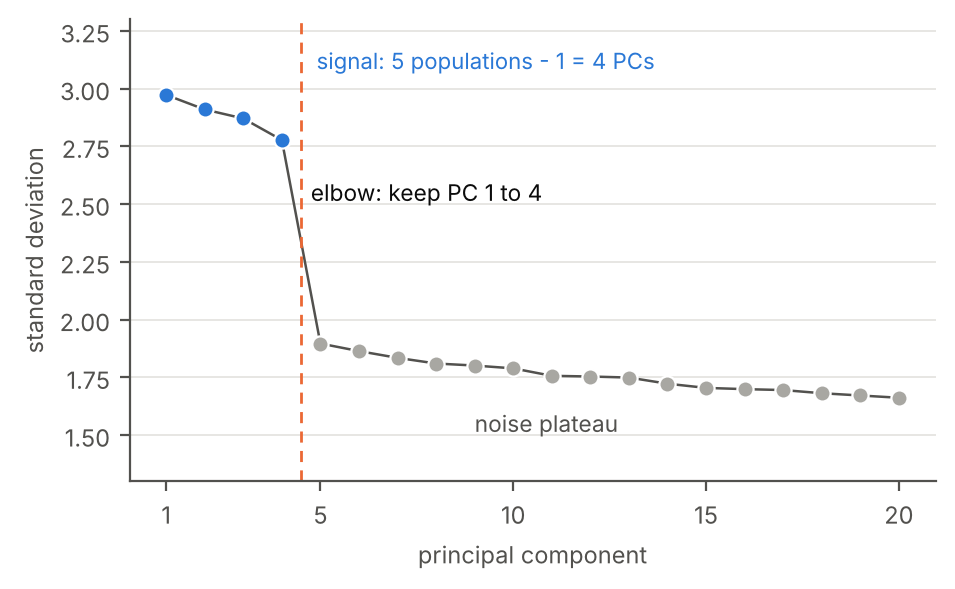 3.25
signal: 5 populations - 1 = 4 PCs
3.00
2.75
elbow: keep PC 1 to 4
2.50
2.25
2.00
1.75
1.50
standard deviation
noise plateau
1
5
10
15
20
principal component